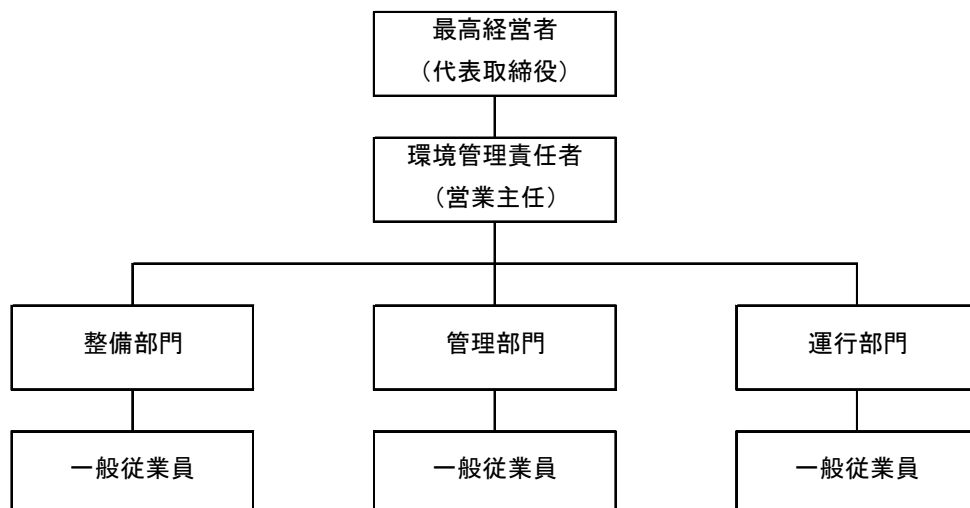 最高経営者
（代表取締役）
環境管理責任者
（営業主任）
整備部門
管理部門
運行部門
一般従業員
一般従業員
一般従業員